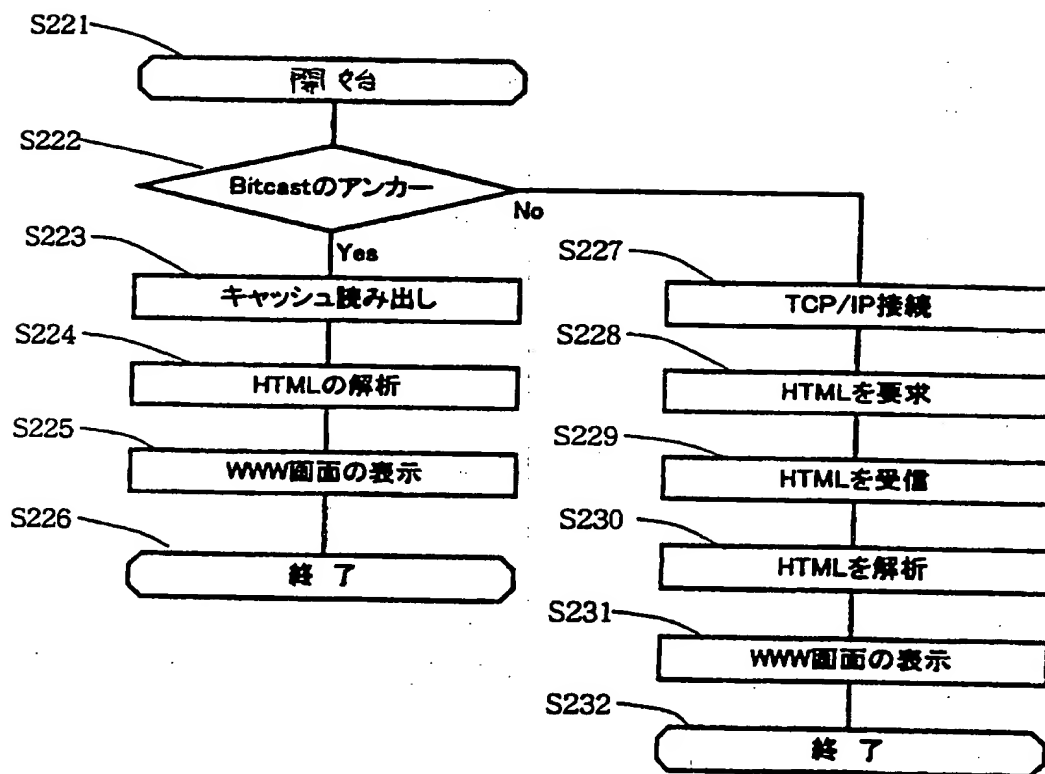 S221
開始
S222
Bitcastのアンカー
No
Yes
S223
キャッシュ読み出し
S224
HTMLの解析
S225
WWW画面の表示
S226
終 了
S227
TCP/IP接続
S228
HTMLを要求
S229
HTMLを受信
S230
HTMLを解析
S231
WWW画面の表示
S232
終 了